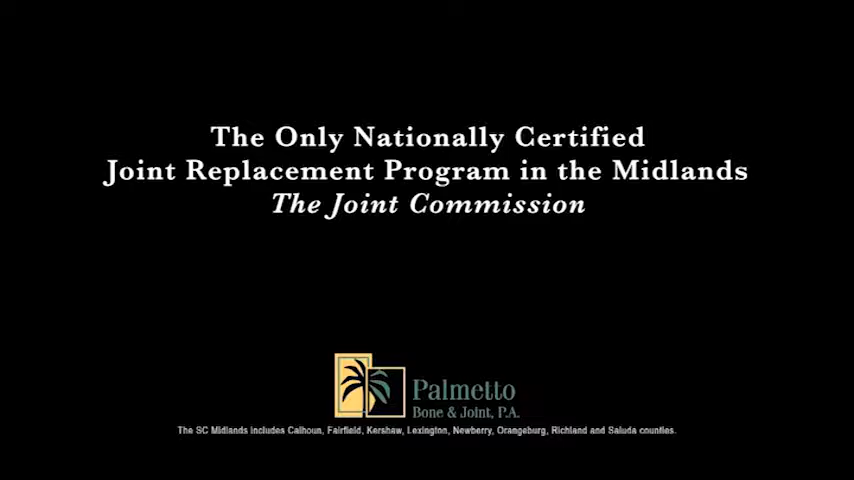 The Only Nationally Certified
Joint Replacement Program in the Midlands
The Joint Commission
Palmetto
Bone & Joint, P.A.
The SC Midlands includes Calhoun, Fairfield, Kershaw, Lexington, Newberry, Orangeburg, Richland and Saluda counties.